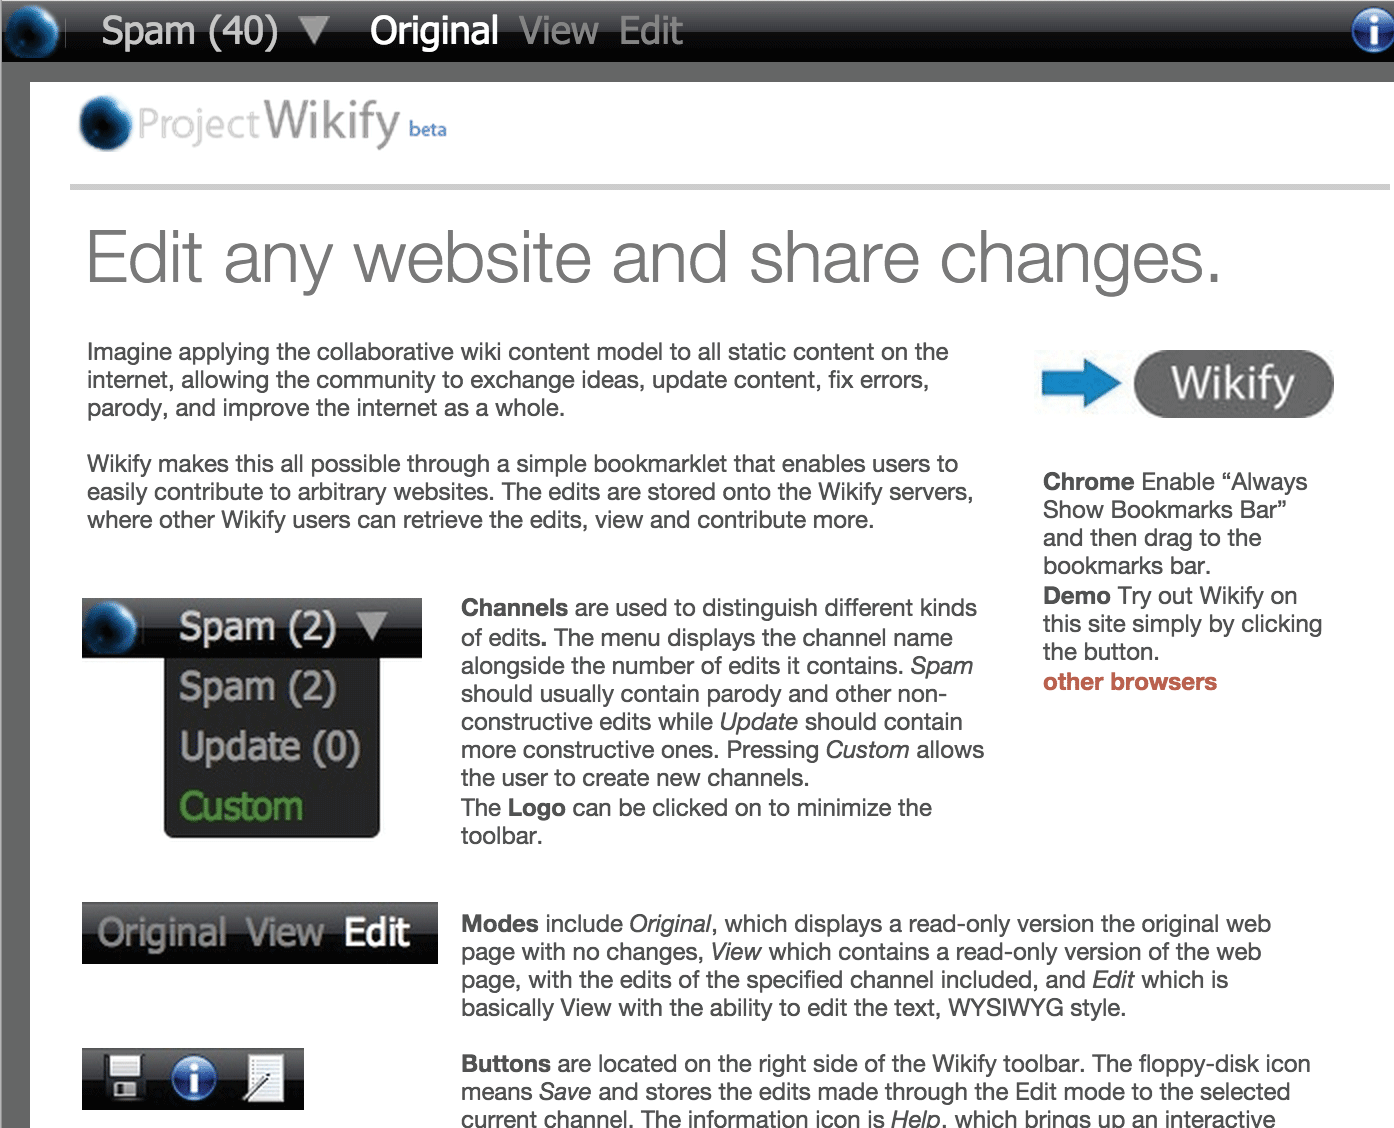 Spam (40) Original View Edit
Project Wikify beta
Edit any website and share changes.
Imagine applying the collaborative wiki content model to all static content on the
internet, allowing the community to exchange ideas, update content, fix errors,
parody, and improve the internet as a whole.
Wikify makes this all possible through a simple bookmarklet that enables users to
easily contribute to arbitrary websites. The edits are stored onto the Wikify servers,
where other Wikify users can retrieve the edits, view and contribute more.
Wikify
Chrome Enable “Always
Show Bookmarks Bar”
and then drag to the
bookmarks bar.
Demo Try out Wikify on
this site simply by clicking
the button.
other browsers
Spam (2)
Spam (2)
Update (0)
Custom
Channels are used to distinguish different kinds
of edits. The menu displays the channel name
alongside the number of edits it contains. Spam
should usually contain parody and other non-
constructive edits while Update should contain
more constructive ones. Pressing Custom allows
the user to create new channels.
The Logo can be clicked on to minimize the
toolbar.
Original View Edit
Modes include Original, which displays a read-only version the original web
page with no changes, View which contains a read-only version of the web
page, with the edits of the specified channel included, and Edit which is
basically View with the ability to edit the text, WYSIWYG style.
Buttons are located on the right side of the Wikify toolbar. The floppy-disk icon
means Save and stores the edits made through the Edit mode to the selected
current channel. The information icon is Help, which brings up an interactive